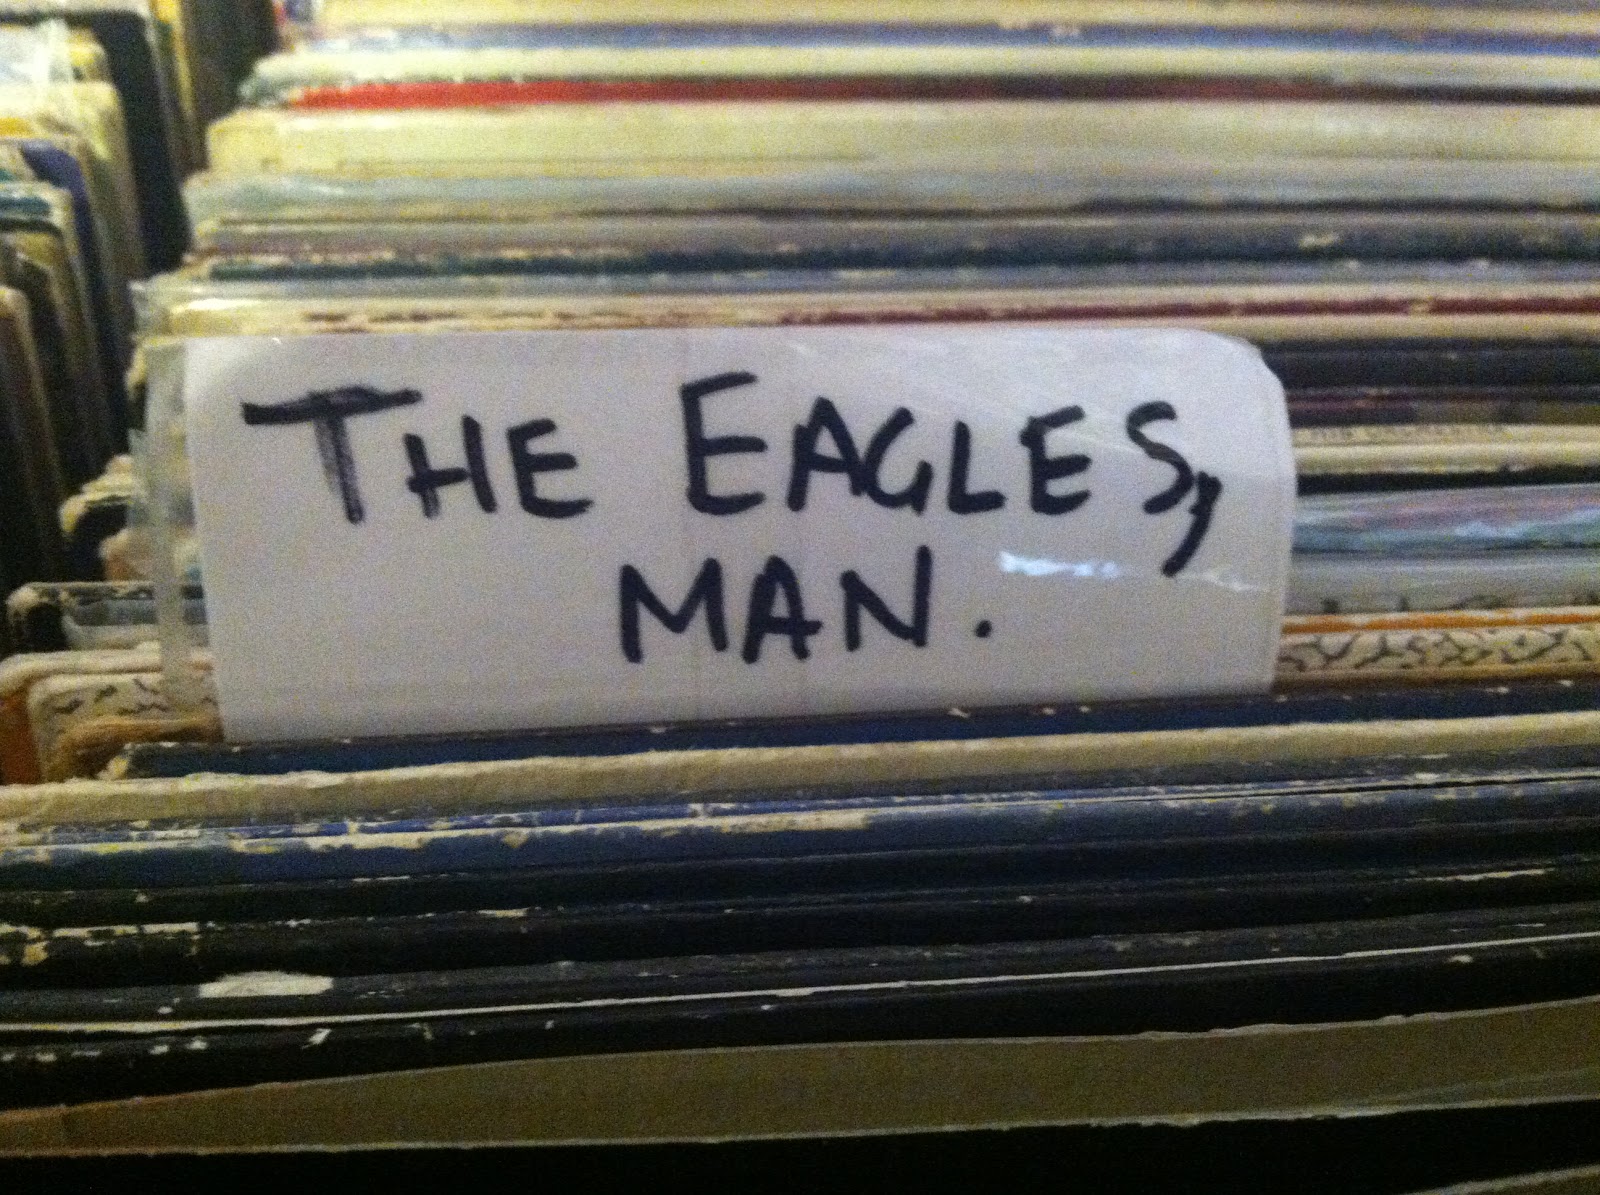 THE EAGLES,
MAN.